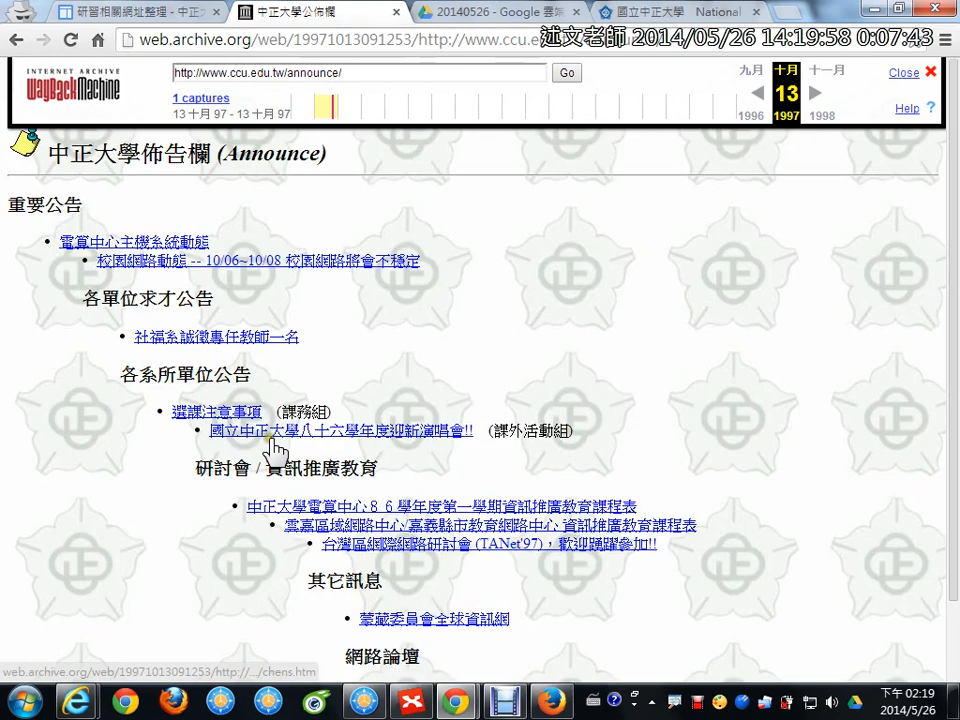 研習相關網址整理 - 中正大
中正大學公佈欄
20140526 - Google 雲端
國立中正大學 National
web.archive.org/web/19971013091253/http://www.ccu.edu
述文老師 2014/05/26 14:19:58 0:07:43
INTERNET ARCHIVE
WayBackMachine
http://www.ccu.edu.tw/announce/
Go
九月 十月 十一月
Close
1 captures
13 十月 97 - 13 十月 97
13
1996 1997 1998
Help ?
中正大學佈告欄 (Announce)
重要公告
電算中心主機系統動態
校園網路動態 -- 10/06~10/08 校園網路將會不穩定
各單位求才公告
社福系誠徵專任教師一名
各系所單位公告
選課注意事項 (課務組)
國立中正大學八十六學年度迎新演唱會!! (課外活動組)
研討會 / 資訊推廣教育
中正大學電算中心８６學年度第一學期資訊推廣教育課程表
雲嘉區域網路中心/嘉義縣市教育網路中心 資訊推廣教育課程表
台灣區網際網路研討會 (TANet'97)，歡迎踴躍參加!!
其它訊息
蒙藏委員會全球資訊網
網路論壇
web.archive.org/web/19971013091253/http://.../chens.htm
下午 02:19
2014/5/26